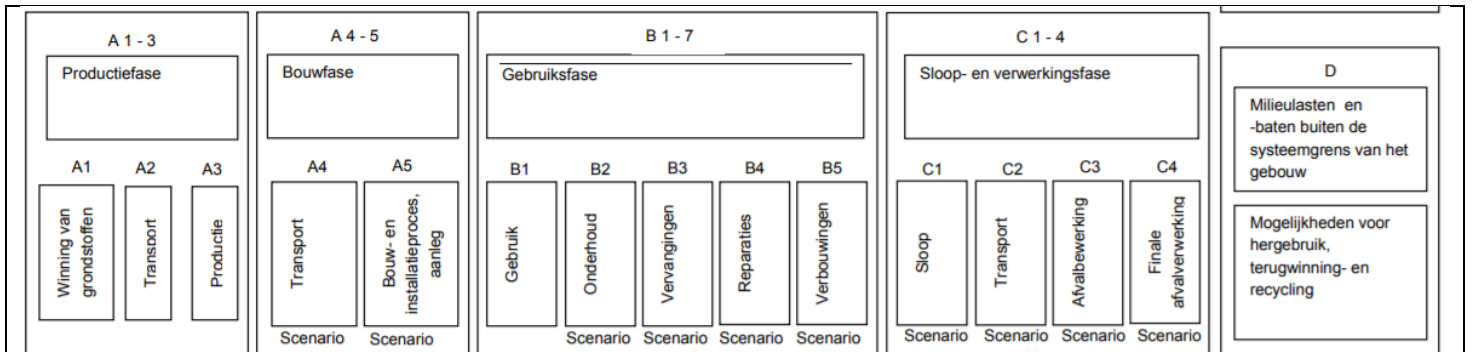 A 1 - 3
Productiefase
A1
A2
A3
Winning van
grondstoffen
Transport
Productie
A 4 - 5
Bouwfase
A4
A5
Transport
Bouw- en
installatieproces,
aanleg
Scenario
Scenario
B 1 - 7
Gebruiksfase
B1
B2
B3
B4
B5
Gebruik
Onderhoud
Vervangingen
Reparaties
Verbouwingen
Scenario
Scenario
Scenario
Scenario
C 1 - 4
Sloop- en verwerkingsfase
C1
C2
C3
C4
Sloop
Transport
Afvalbewerking
Finale
afvalverwerking
Scenario
Scenario
Scenario
Scenario
D
Milieulasten en
-baten buiten de
systeemgrens van het
gebouw
Mogelijkheden voor
hergebruik,
terugwinning- en
recycling